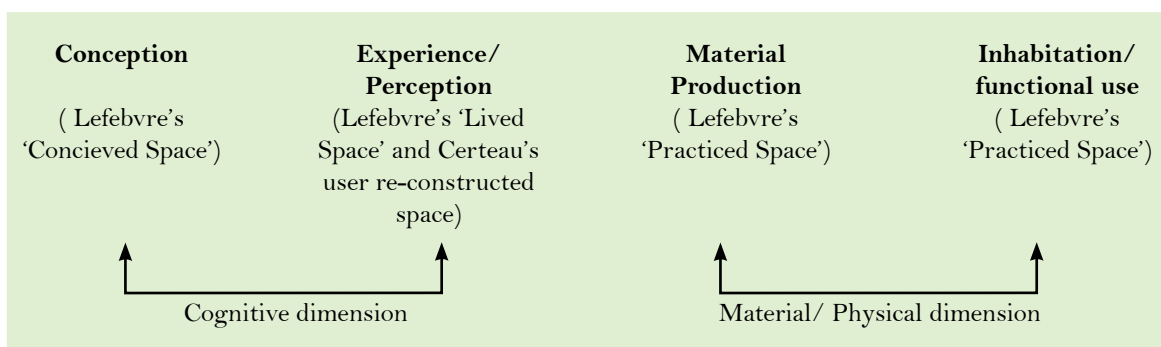 Conception
( Lefebvre’s
‘Concieved Space’)
Experience/
Perception
(Lefebvre’s ‘Lived
Space’ and Certeau’s
user re-constructed
space)
Material
Production
( Lefebvre’s
‘Practiced Space’)
Inhabitation/
functional use
( Lefebvre’s
‘Practiced Space’)
Cognitive dimension
Material/ Physical dimension